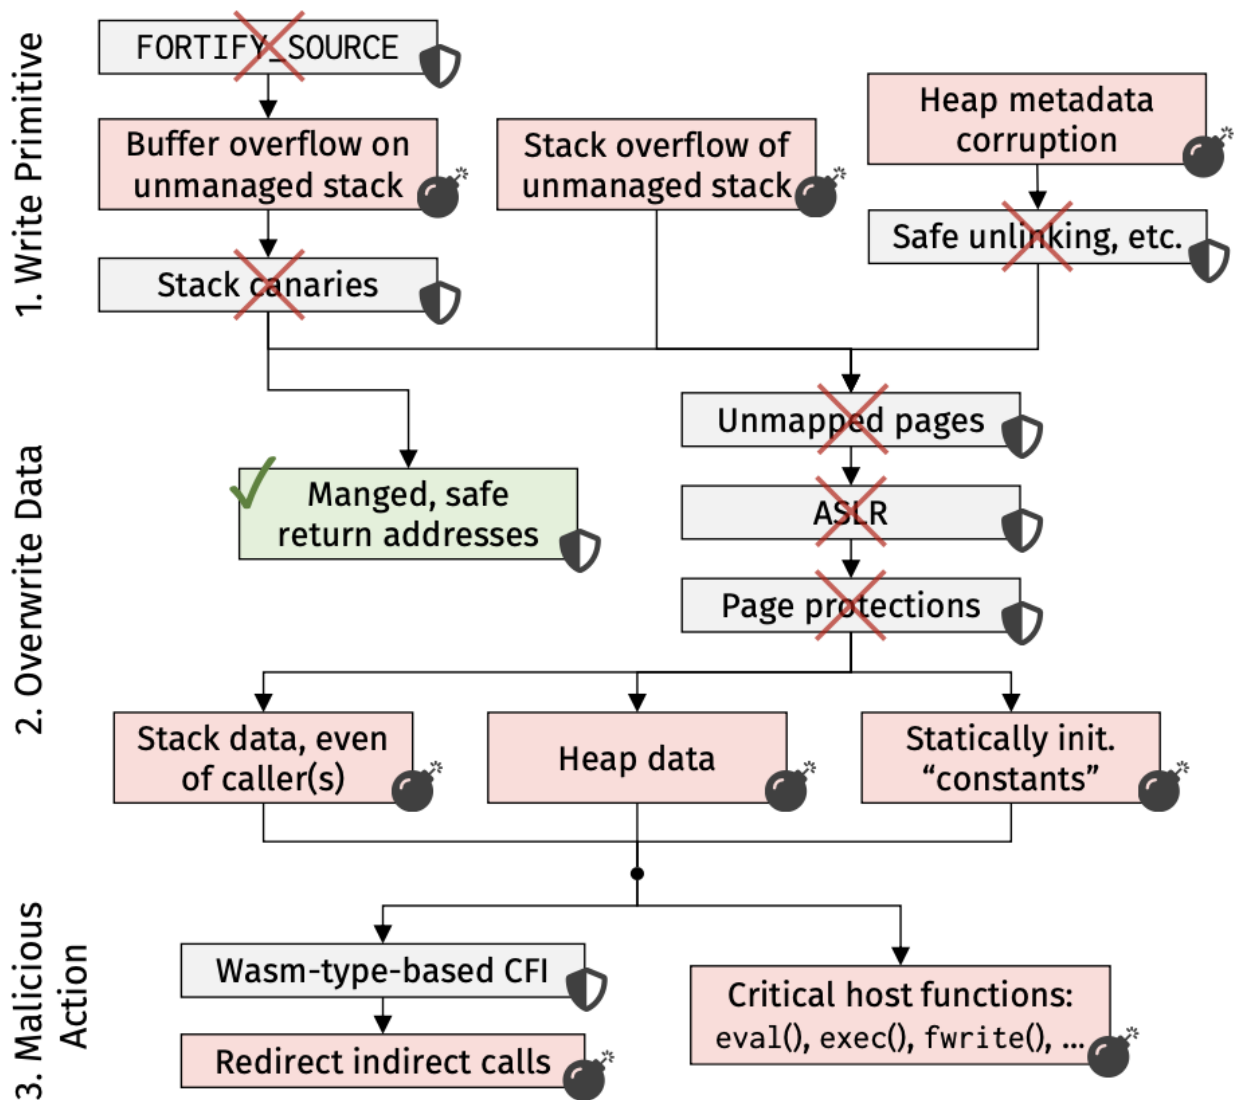 1. Write Primitive
FORTIFY_SOURCE
Buffer overflow on
unmanaged stack
Stack canaries
Stack overflow of
unmanaged stack
Heap metadata
corruption
Safe unlinking, etc.
2. Overwrite Data
Manged, safe
return addresses
Unmapped pages
ASLR
Page protections
Stack data, even
of caller(s)
Heap data
Statically init.
“constants”
3. Malicious
Action
Wasm-type-based CFI
Redirect indirect calls
Critical host functions:
eval(), exec(), fwrite(), ...